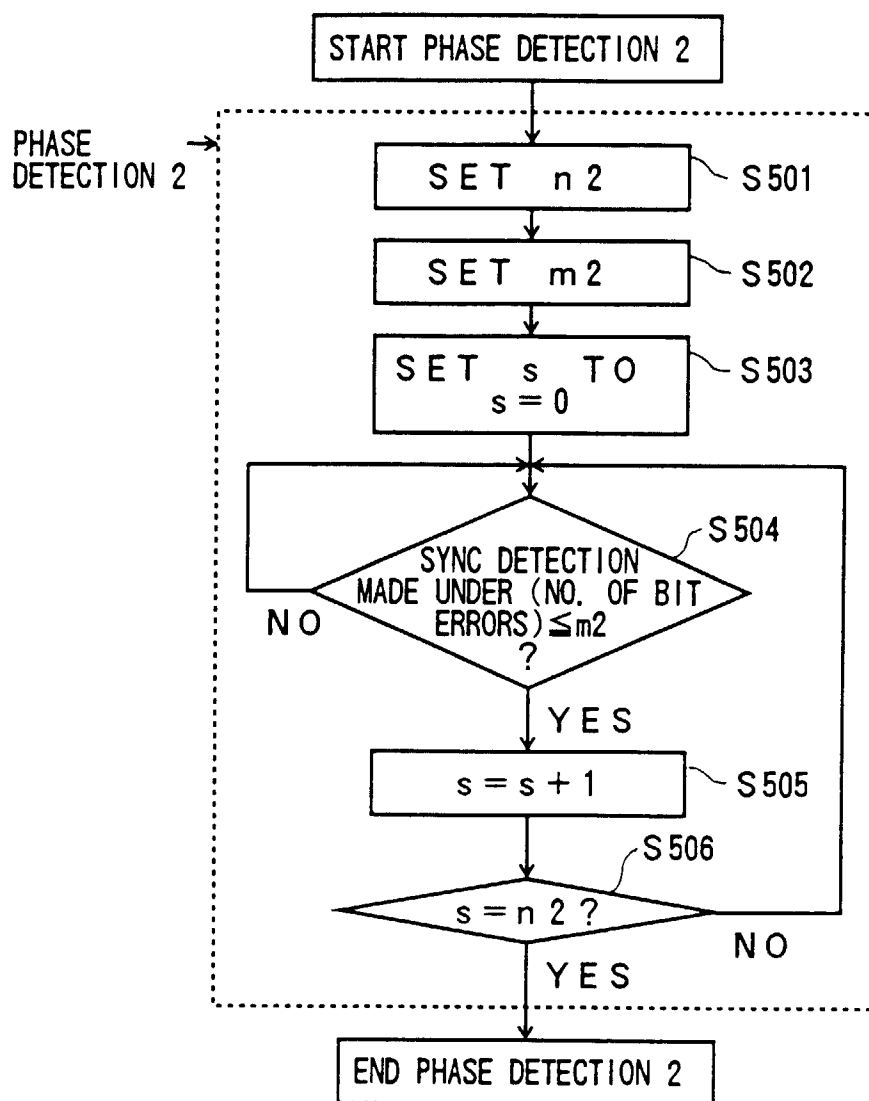 START PHASE DETECTION 2
PHASE
DETECTION 2
SET n2
S501
SET m2
S502
SET s TO
s=0
S503
S504
SYNC DETECTION
MADE UNDER (NO. OF BIT
ERRORS)≦m2
?
NO
YES
s=s+1
S505
S506
s=n2?
NO
YES
END PHASE DETECTION 2